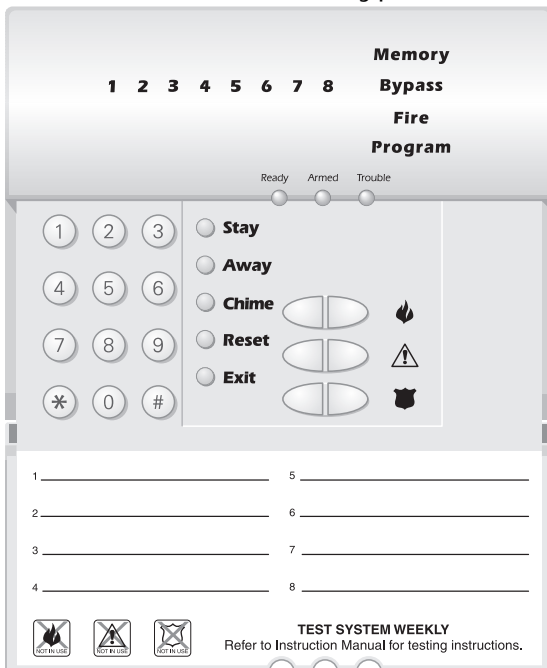 Memory
1 2 3 4 5 6 7 8 Bypass
Fire
Program
Ready Armed Trouble
1 2 3
4 5 6
7 8 9
* 0 #
Stay
Away
Chime
Reset
Exit
1
2
3
4
5
6
7
8
NOT IN USE NOT IN USE NOT IN USE
TEST SYSTEM WEEKLY
Refer to Instruction Manual for testing instructions.